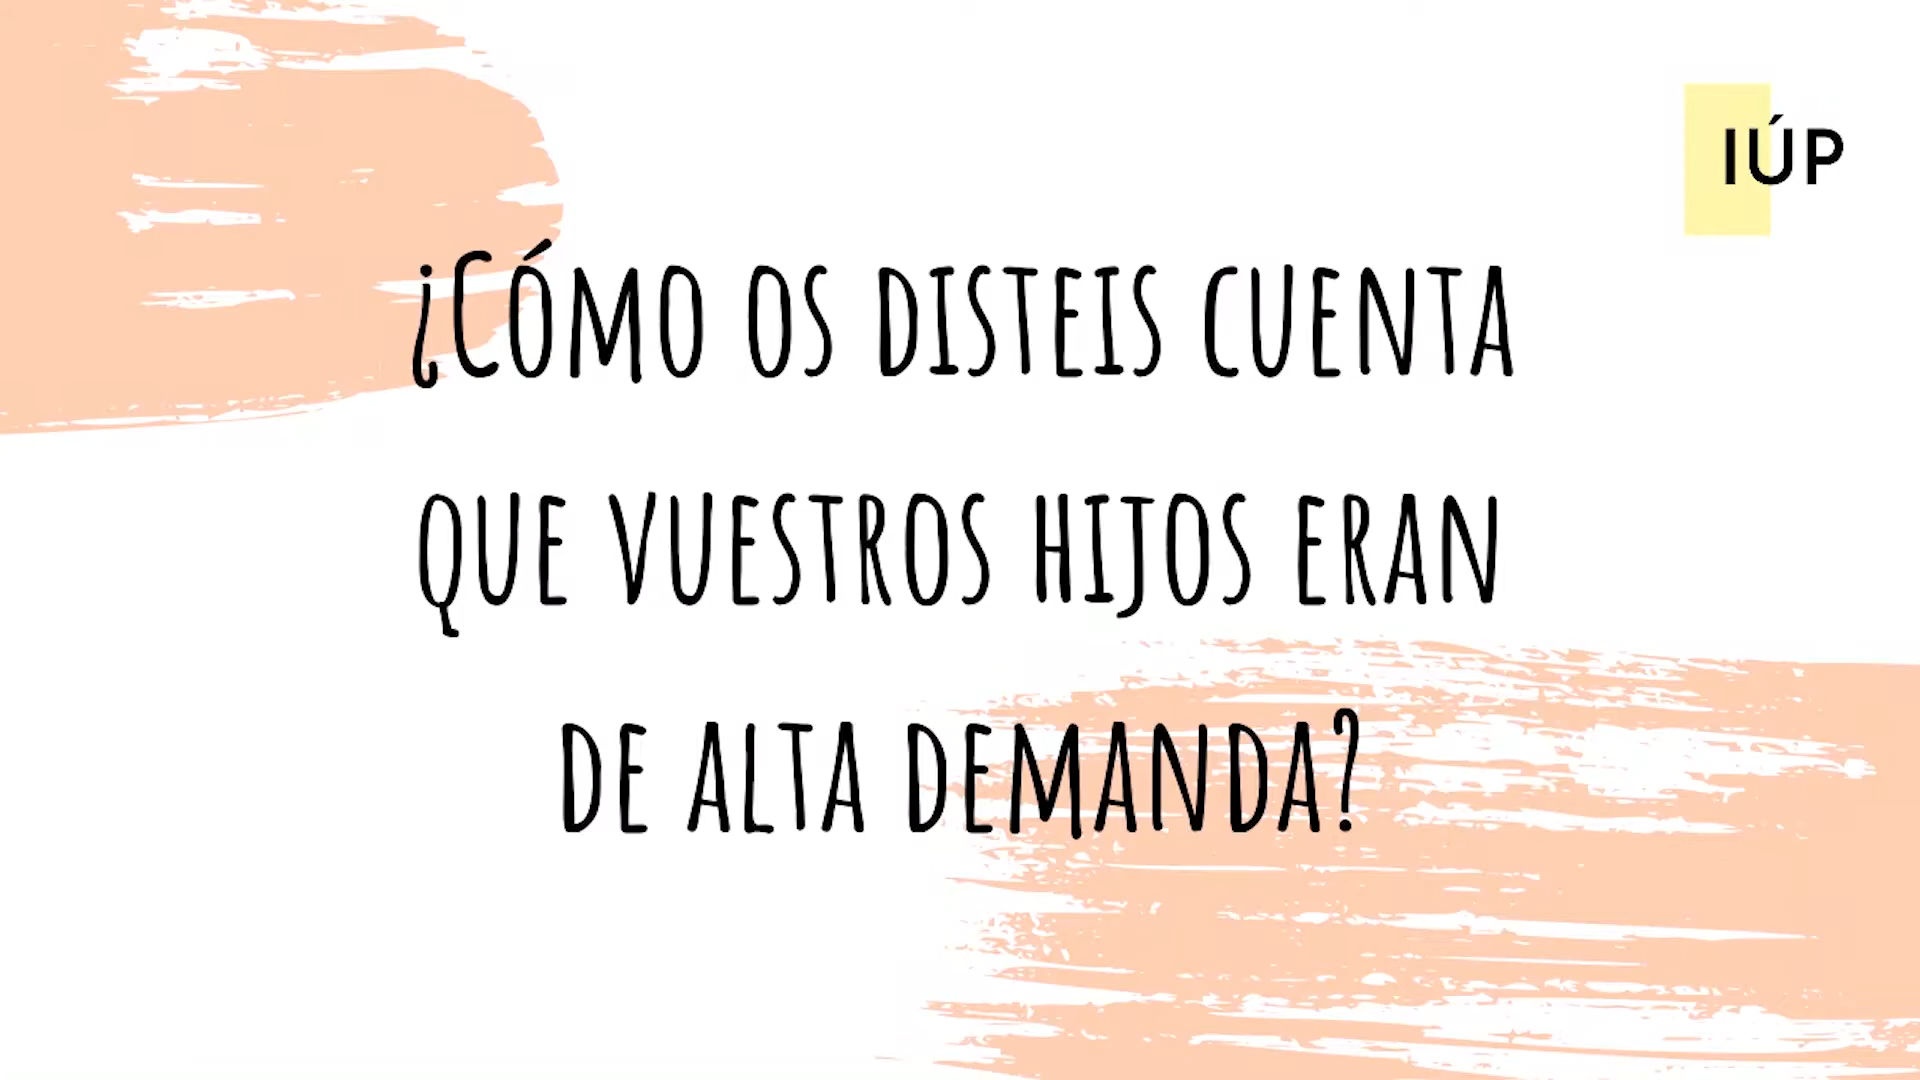 IÚP
¿Cómo os disteis cuenta
que vuestros hijos eran
de alta demanda?